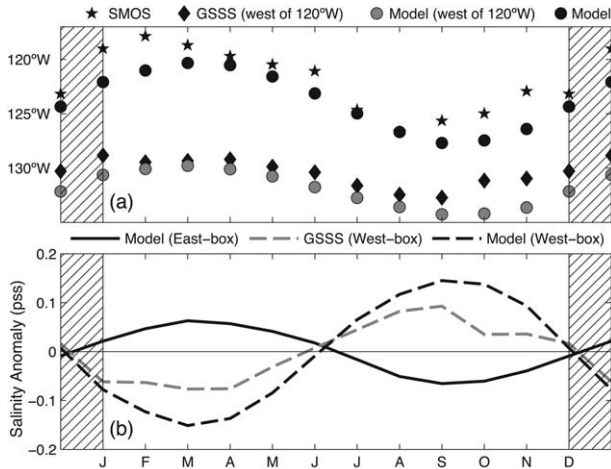 SMOS GSSS (west of 120ºW) Model (west of 120ºW) Model
120ºW
125ºW
130ºW
(a)
Model (East−box) GSSS (West−box) Model (West−box)
Salinity Anomaly (pss)
0.2
0.1
0
−0.1
−0.2
(b)
J F M A M J J A S O N D